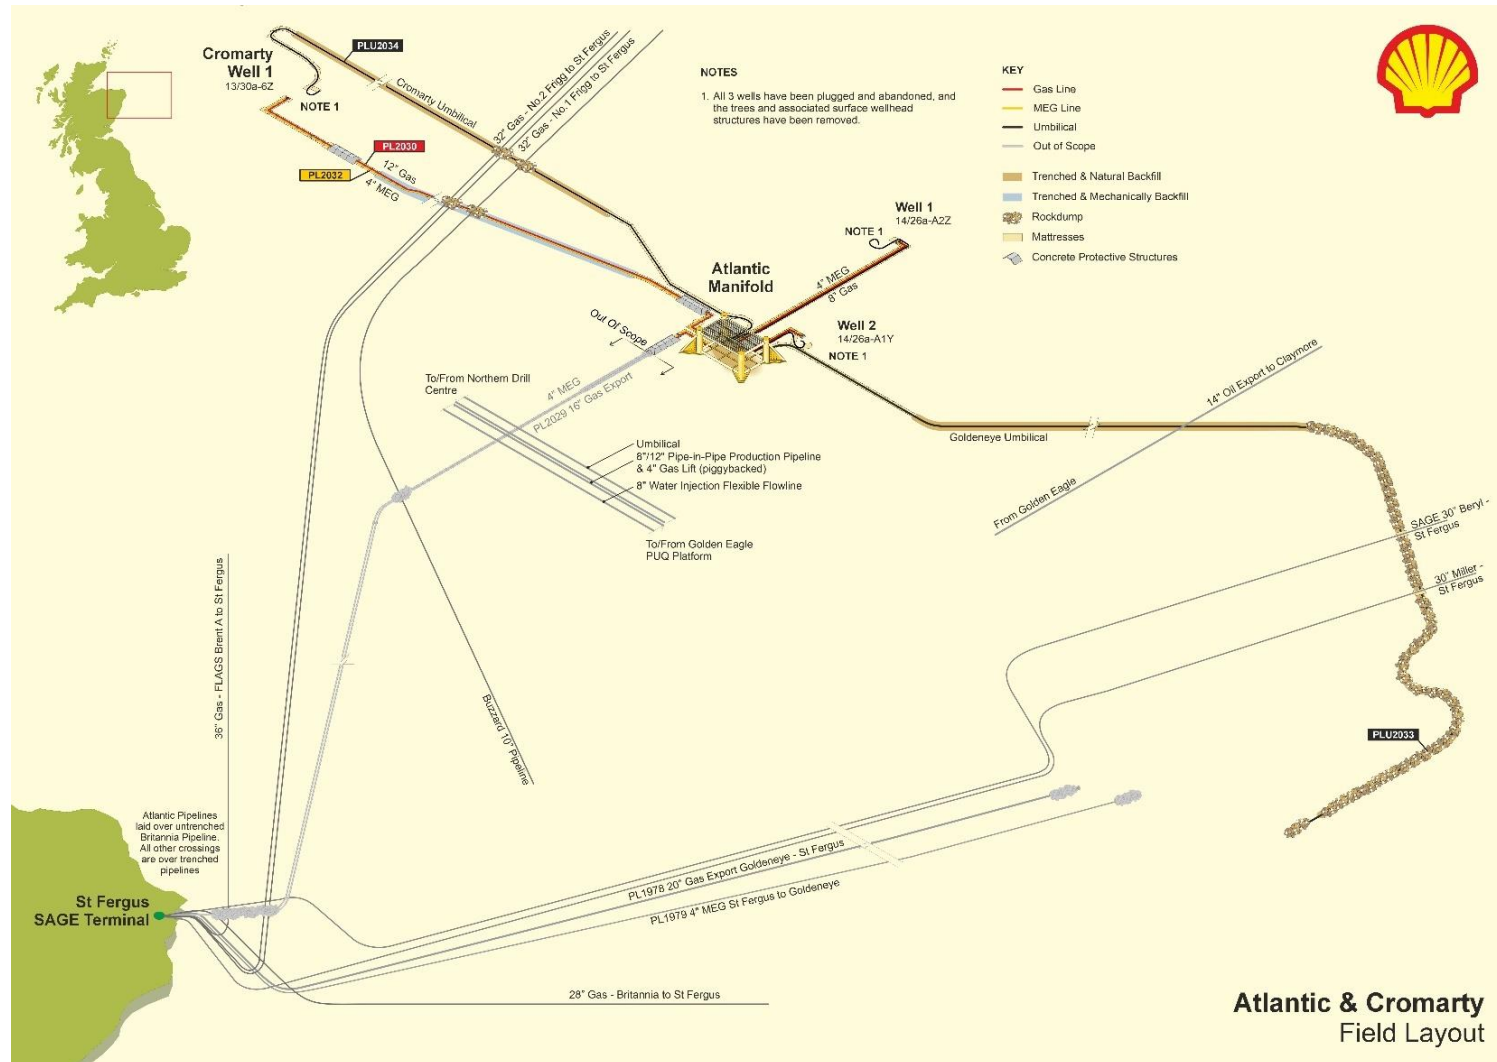 Cromarty
Well 1
13/30a-6Z
NOTE 1
PLU2034
Cromarty Umbilical
32" Gas - No.2 Frigg to St Fergus
32" Gas - No.1 Frigg to St Fergus
PL2030
PL2032
12" Gas
4" MEG
NOTES
1. All 3 wells have been plugged and abandoned, and
the trees and associated surface wellhead
structures have been removed.
KEY
Gas Line
MEG Line
Umbilical
Out of Scope
Trenched & Natural Backfill
Trenched & Mechanically Backfill
Rockdump
Mattresses
Concrete Protective Structures
Well 1
14/26a-A2Z
NOTE 1
4" MEG
8" Gas
Atlantic
Manifold
Well 2
14/26a-A1Y
NOTE 1
Out Of Scope
4" MEG
PL2029 16" Gas Export
To/From Northern Drill
Centre
Umbilical
8"/12" Pipe-in-Pipe Production Pipeline
& 4" Gas Lift (piggybacked)
8" Water Injection Flexible Flowline
To/From Golden Eagle
PUQ Platform
Goldeneye Umbilical
14" Oil Export to Claymore
From Golden Eagle
SAGE 30" Beryl -
St Fergus
30" Miller -
St Fergus
PLU2033
36" Gas - FLAGS Brent A to St Fergus
Buzzard 10" Pipeline
Atlantic Pipelines
laid over untrenched
Britannia Pipeline.
All other crossings
are over trenched
pipelines
St Fergus
SAGE Terminal
PL1978 20" Gas Export Goldeneye - St Fergus
PL1979 4" MEG St Fergus to Goldeneye
28" Gas - Britannia to St Fergus
Atlantic & Cromarty
Field Layout